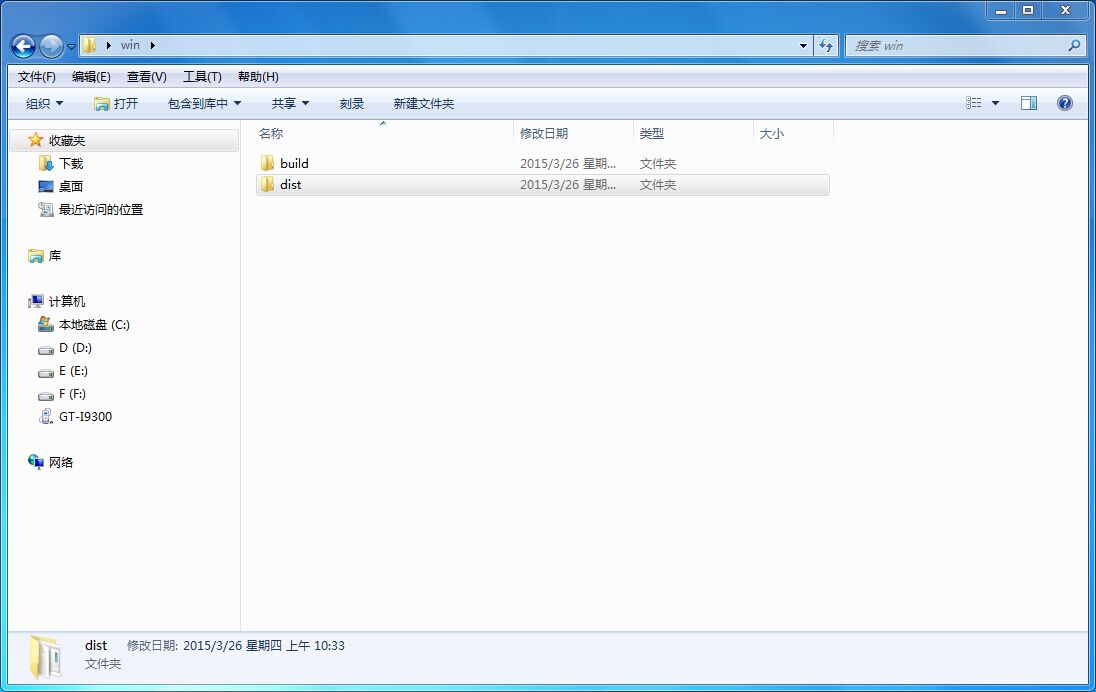 win
搜索 win
文件(F) 编辑(E) 查看(V) 工具(T) 帮助(H)
组织 打开 包含到库中 共享 刻录 新建文件夹
名称 修改日期 类型 大小
收藏夹
下载
桌面
最近访问的位置
库
计算机
本地磁盘 (C:)
D (D:)
E (E:)
F (F:)
GT-I9300
网络
build 2015/3/26 星期... 文件夹
dist 2015/3/26 星期... 文件夹
dist 修改日期: 2015/3/26 星期四 上午 10:33
文件夹